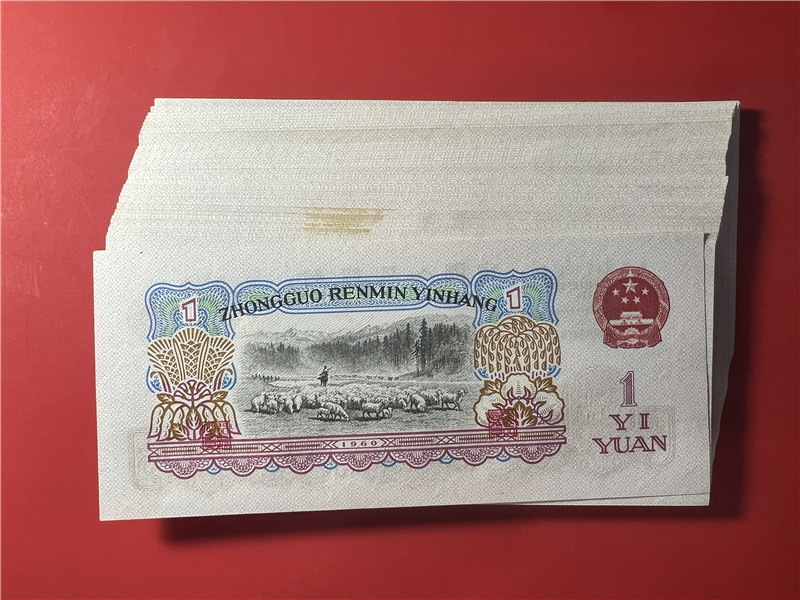 1
1
ZHONGGUO RENMIN YINHANG
1960
1
YI
YUAN